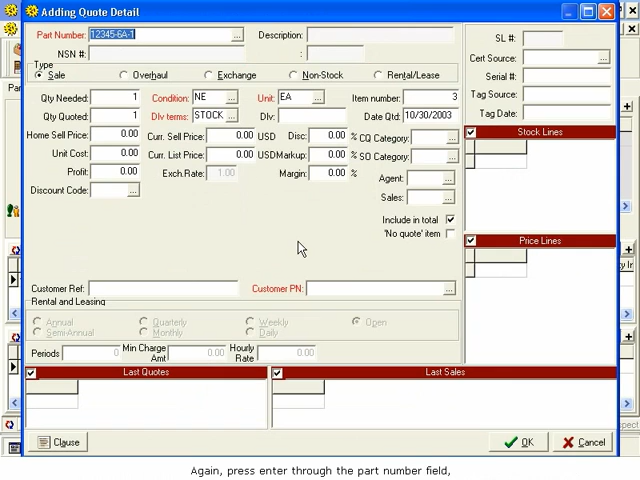 Adding Quote Detail
Part Number: 12345-6A-1 ... Description: SL #:
NSN #: : Cert Source: ...
Type Serial #:
Sale Overhaul Exchange Non-Stock Rental/Lease Tag Source:
Qty Needed: 1 Condition: NE ... Unit: EA ... Item number: 3 Tag Date:
Qty Quoted: 1 Dlv terms: STOCK ... Dlv: Date Qtd: 10/30/2003
Home Sell Price: 0.00 Curr. Sell Price: 0.00 USD Disc: 0.00 % CQ Category: ... Stock Lines
Unit Cost: 0.00 Curr. List Price: 0.00 USD Markup: 0.00 % SO Category: ...
Profit: 0.00 Exch.Rate: 1.00 Margin: 0.00 % Agent: ...
Discount Code: ... Sales: ...
Include in total
'No quote' item
Price Lines
Customer Ref: Customer PN: ...
Rental and Leasing
Annual Quarterly Weekly Open
Semi-Annual Monthly Daily
Periods 0 Min Charge Amt 0.00 Hourly Rate 0.00
Last Quotes Last Sales
Clause OK Cancel
Again, press enter through the part number field,